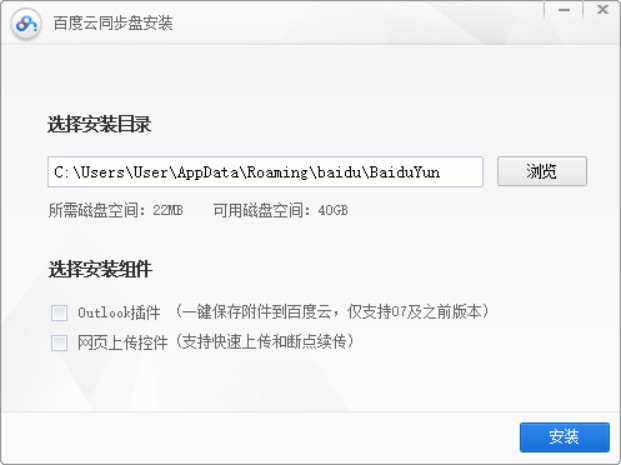 百度云同步盘安装
选择安装目录
C:\Users\User\AppData\Roaming\baidu\BaiduYun 浏览
所需磁盘空间：22MB 可用磁盘空间：40GB
选择安装组件
Outlook插件 （一键保存附件到百度云，仅支持07及之前版本）
网页上传控件（支持快速上传和断点续传）
安装